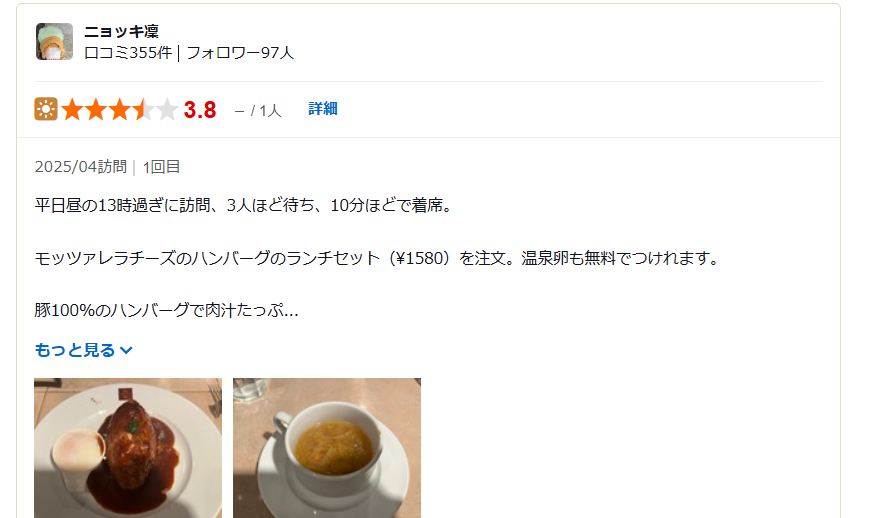 ニョッキ凜
口コミ355件 | フォロワー97人
3.8 － / 1人 詳細
2025/04訪問 | 1回目
平日昼の13時過ぎに訪問、3人ほど待ち、10分ほどで着席。
モッツァレラチーズのハンバーグのランチセット（¥1580）を注文。温泉卵も無料でつけれます。
豚100%のハンバーグで肉汁たっぷ...
もっと見る